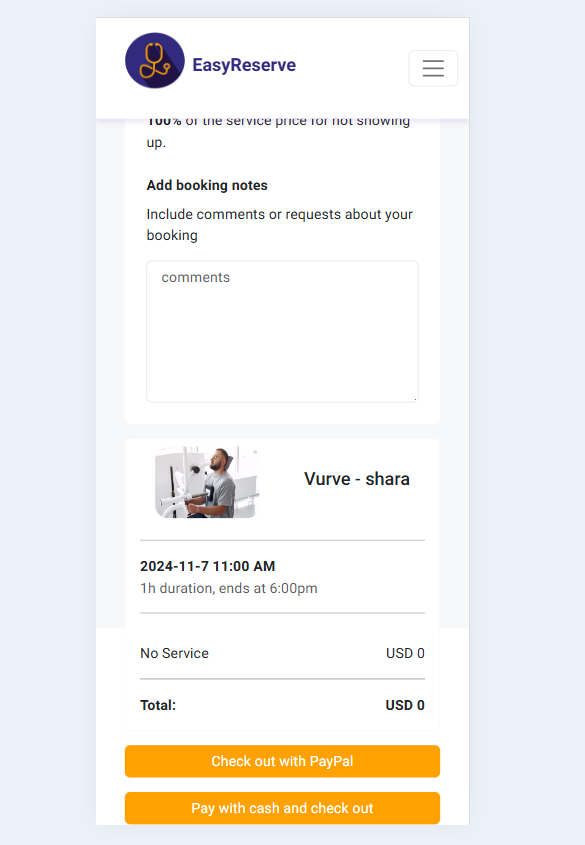 EasyReserve
100% of the service price for not showing
up.
Add booking notes
Include comments or requests about your
booking
comments
Vurve - shara
2024-11-7 11:00 AM
1h duration, ends at 6:00pm
No Service USD 0
Total: USD 0
Check out with PayPal
Pay with cash and check out